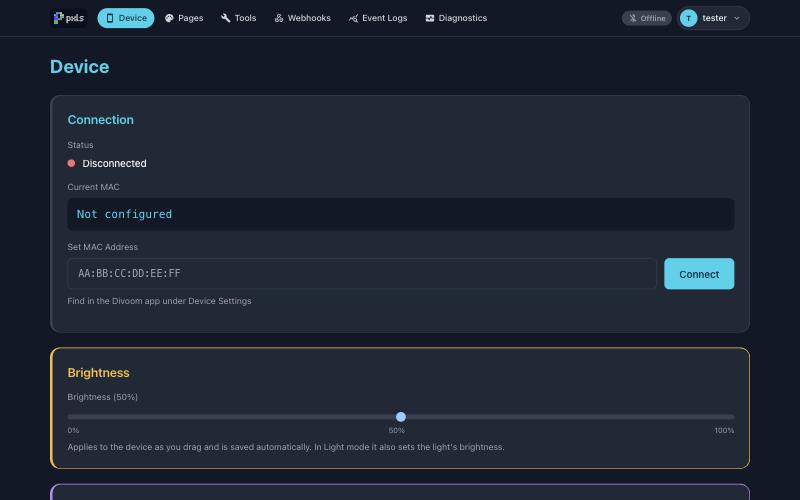 pxls
Device
Pages
Tools
Webhooks
Event Logs
Diagnostics
Offline
T
tester
Device
Connection
Status
Disconnected
Current MAC
Not configured
Set MAC Address
AA:BB:CC:DD:EE:FF
Connect
Find in the Divoom app under Device Settings
Brightness
Brightness (50%)
0%
50%
100%
Applies to the device as you drag and is saved automatically. In Light mode it also sets the light's brightness.